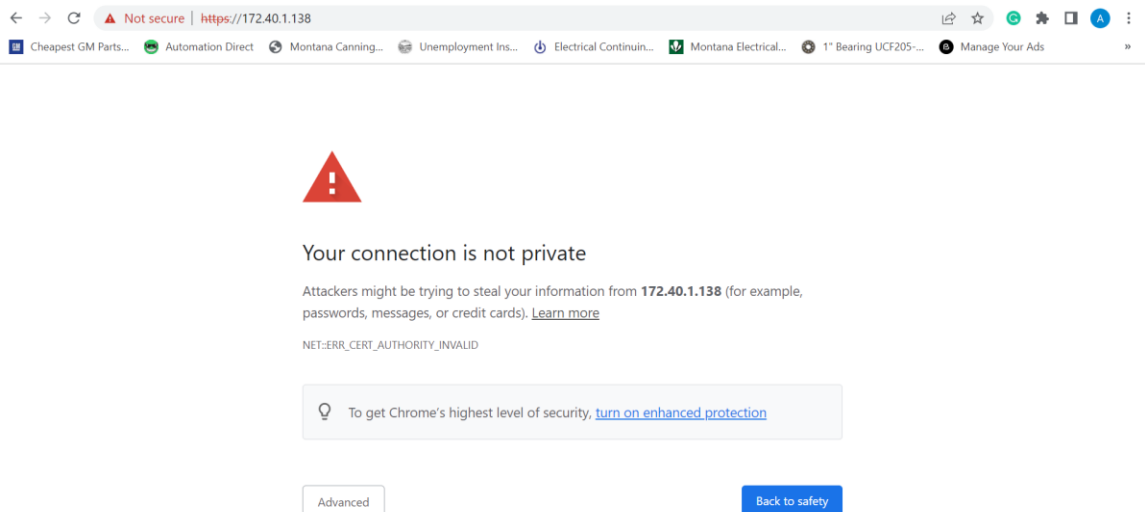 Not secure | https://172.40.1.138
Cheapest GM Parts... Automation Direct Montana Canning... Unemployment Ins... Electrical Continuin... Montana Electrical... 1" Bearing UCF205-... Manage Your Ads »
A
Your connection is not private
Attackers might be trying to steal your information from 172.40.1.138 (for example,
passwords, messages, or credit cards). Learn more
NET::ERR_CERT_AUTHORITY_INVALID
To get Chrome's highest level of security, turn on enhanced protection
Advanced Back to safety